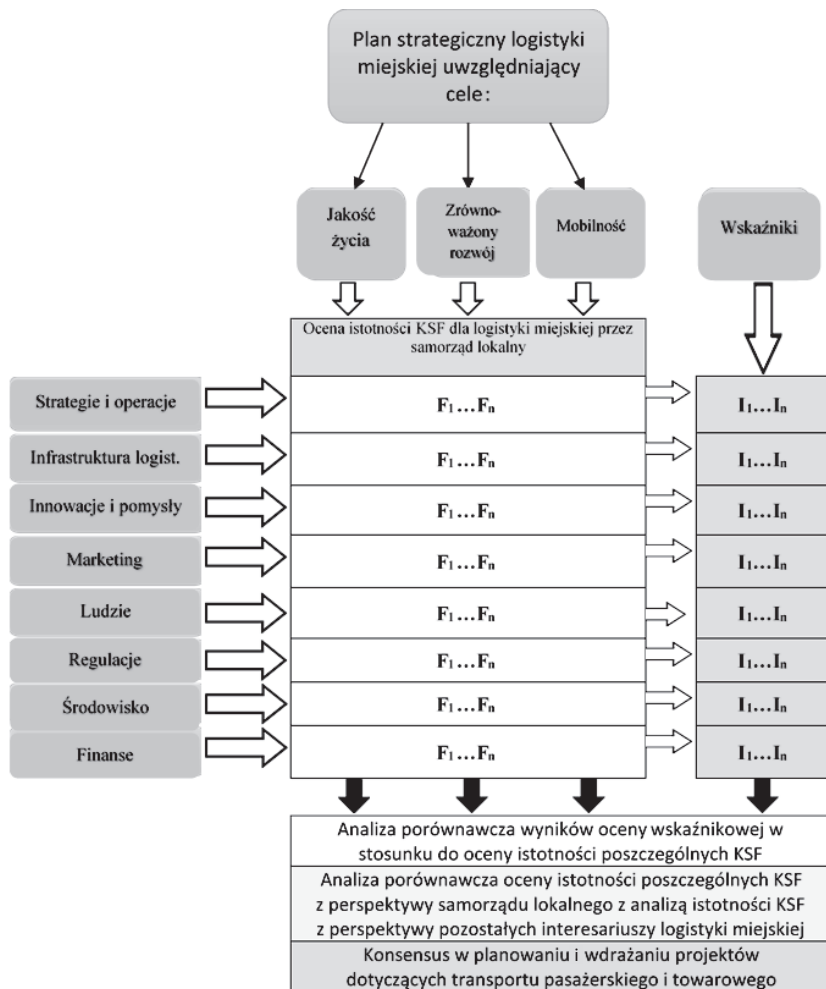 Plan strategiczny logistyki
miejskiej uwzględniający
cele:
Jakość
życia
Zrówno-
ważony
rozwój
Mobilność
Wskaźniki
Ocena istotności KSF dla logistyki miejskiej przez
samorząd lokalny
Strategie i operacje
F₁…Fₙ
I₁…Iₙ
Infrastruktura logist.
F₁…Fₙ
I₁…Iₙ
Innowacje i pomysły
F₁…Fₙ
I₁…Iₙ
Marketing
F₁…Fₙ
I₁…Iₙ
Ludzie
F₁…Fₙ
I₁…Iₙ
Regulacje
F₁…Fₙ
I₁…Iₙ
Środowisko
F₁…Fₙ
I₁…Iₙ
Finanse
F₁…Fₙ
I₁…Iₙ
Analiza porównawcza wyników oceny wskaźnikowej w
stosunku do oceny istotności poszczególnych KSF
Analiza porównawcza oceny istotności poszczególnych KSF
z perspektywy samorządu lokalnego z analizą istotności KSF
z perspektywy pozostałych interesariuszy logistyki miejskiej
Konsensus w planowaniu i wdrażaniu projektów
dotyczących transportu pasażerskiego i towarowego